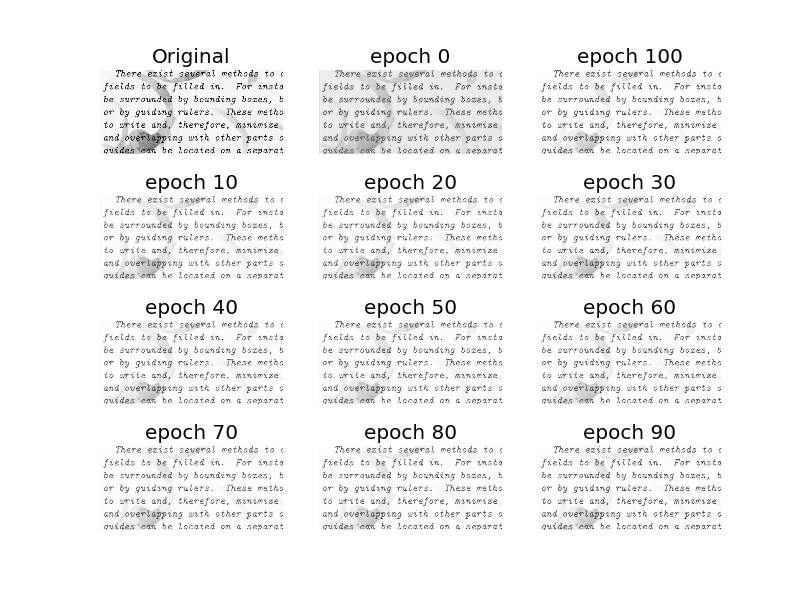 Original
There exist several methods to c
fields to be filled in. For insta
be surrounded by bounding boxes, b
or by guiding rulers. These metho
to write and, therefore, minimize
and overlapping with other parts o
guides can be located on a separat
epoch 0
There exist several methods to c
fields to be filled in. For insta
be surrounded by bounding boxes, b
or by guiding rulers. These metho
to write and, therefore, minimize
and overlapping with other parts o
guides can be located on a separat
epoch 100
There exist several methods to c
fields to be filled in. For insta
be surrounded by bounding boxes, b
or by guiding rulers. These metho
to write and, therefore, minimize
and overlapping with other parts o
guides can be located on a separat
epoch 10
There exist several methods to c
fields to be filled in. For insta
be surrounded by bounding boxes, b
or by guiding rulers. These metho
to write and, therefore, minimize
and overlapping with other parts o
guides can be located on a separat
epoch 20
There exist several methods to c
fields to be filled in. For insta
be surrounded by bounding boxes, b
or by guiding rulers. These metho
to write and, therefore, minimize
and overlapping with other parts o
guides can be located on a separat
epoch 30
There exist several methods to c
fields to be filled in. For insta
be surrounded by bounding boxes, b
or by guiding rulers. These metho
to write and, therefore, minimize
and overlapping with other parts o
guides can be located on a separat
epoch 40
There exist several methods to c
fields to be filled in. For insta
be surrounded by bounding boxes, b
or by guiding rulers. These metho
to write and, therefore, minimize
and overlapping with other parts o
guides can be located on a separat
epoch 50
There exist several methods to c
fields to be filled in. For insta
be surrounded by bounding boxes, b
or by guiding rulers. These metho
to write and, therefore, minimize
and overlapping with other parts o
guides can be located on a separat
epoch 60
There exist several methods to c
fields to be filled in. For insta
be surrounded by bounding boxes, b
or by guiding rulers. These metho
to write and, therefore, minimize
and overlapping with other parts o
guides can be located on a separat
epoch 70
There exist several methods to c
fields to be filled in. For insta
be surrounded by bounding boxes, b
or by guiding rulers. These metho
to write and, therefore, minimize
and overlapping with other parts o
guides can be located on a separat
epoch 80
There exist several methods to c
fields to be filled in. For insta
be surrounded by bounding boxes, b
or by guiding rulers. These metho
to write and, therefore, minimize
and overlapping with other parts o
guides can be located on a separat
epoch 90
There exist several methods to c
fields to be filled in. For insta
be surrounded by bounding boxes, b
or by guiding rulers. These metho
to write and, therefore, minimize
and overlapping with other parts o
guides can be located on a separat